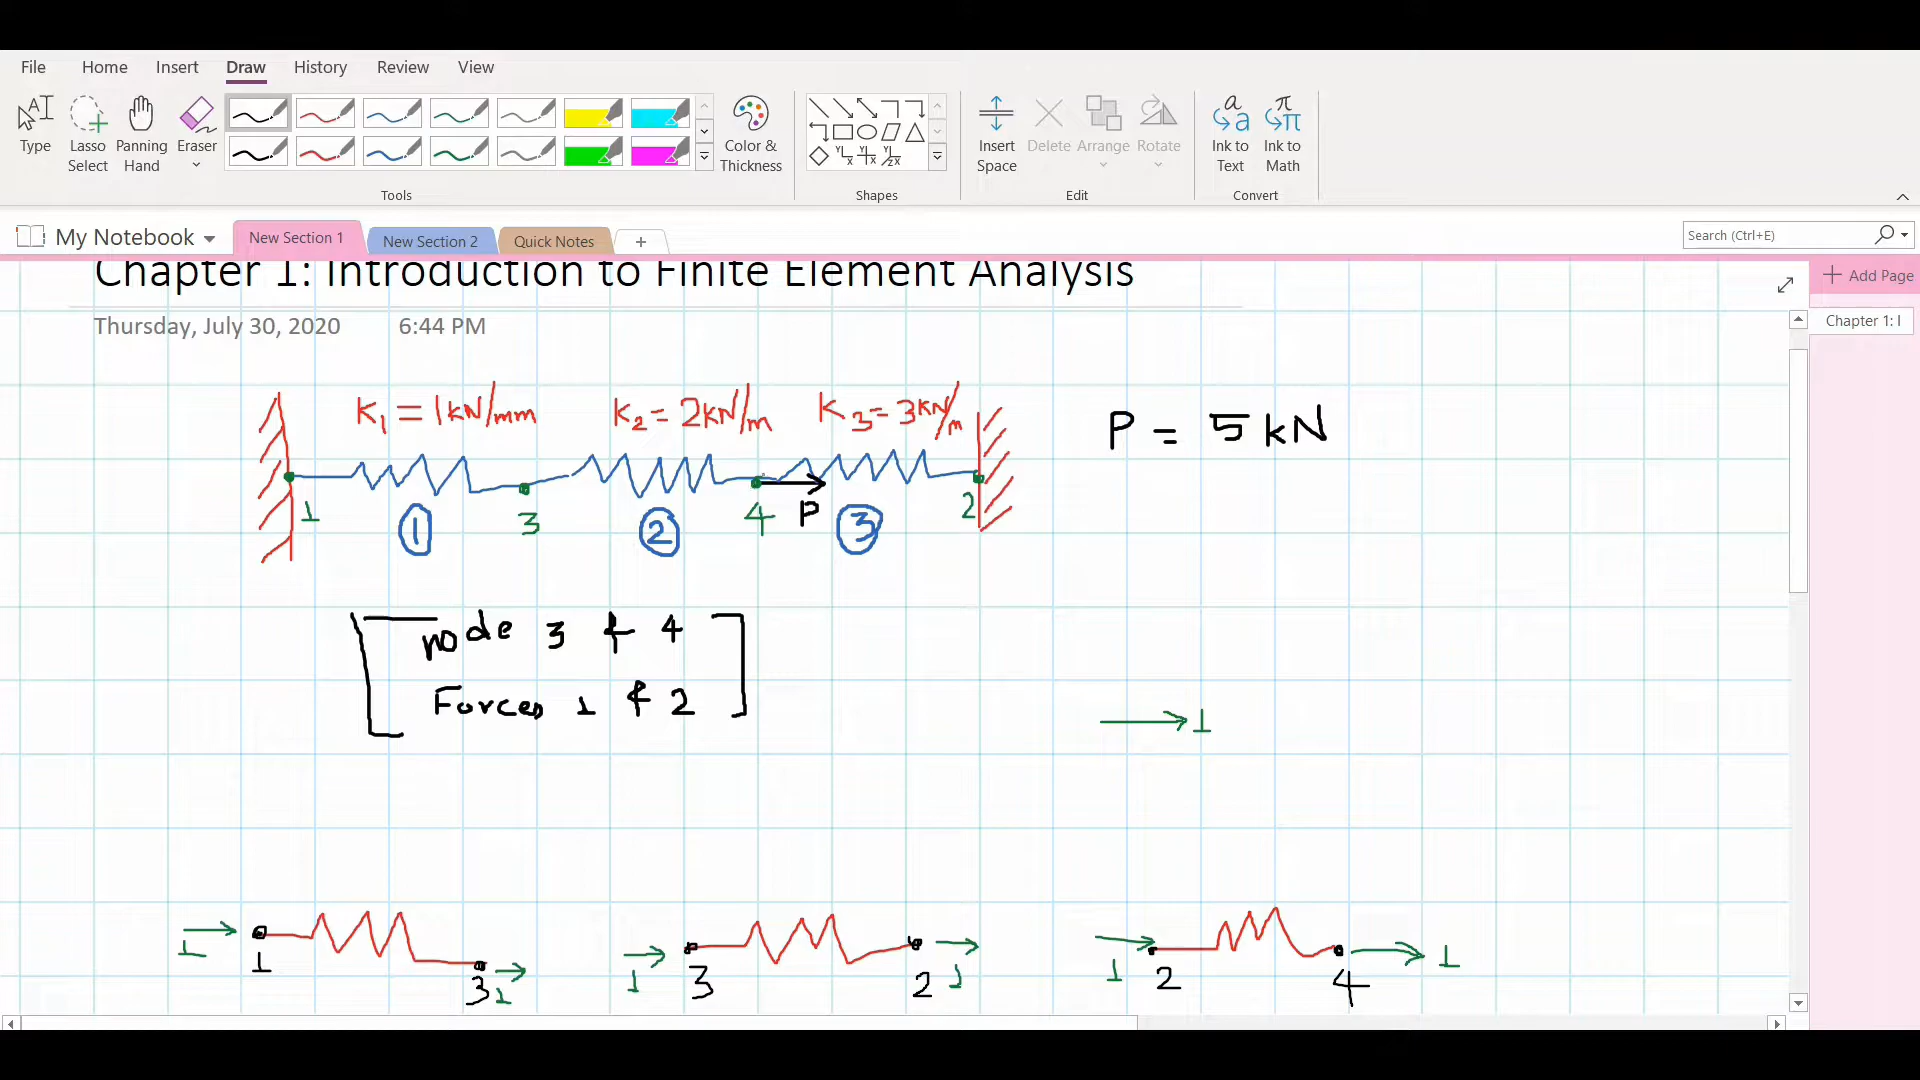 File Home Insert Draw History Review View
Type Lasso Select Panning Hand Eraser Color & Thickness Insert Space Delete Arrange Rotate Ink to Text Ink to Math
Tools Shapes Edit Convert
My Notebook New Section 1 New Section 2 Quick Notes + Search (Ctrl+E)
Chapter 1: Introduction to Finite Element Analysis
Add Page
Thursday, July 30, 2020 6:44 PM
Chapter 1: I
K1 = 1kN/mm K2 = 2kN/m K3 = 3kN/m P = 5 kN
1 ① 3 ② 4 P ③ 2
node 3 & 4
Forces 1 & 2
1
1 1 3 1 1 3 2 1 1 2 4 1